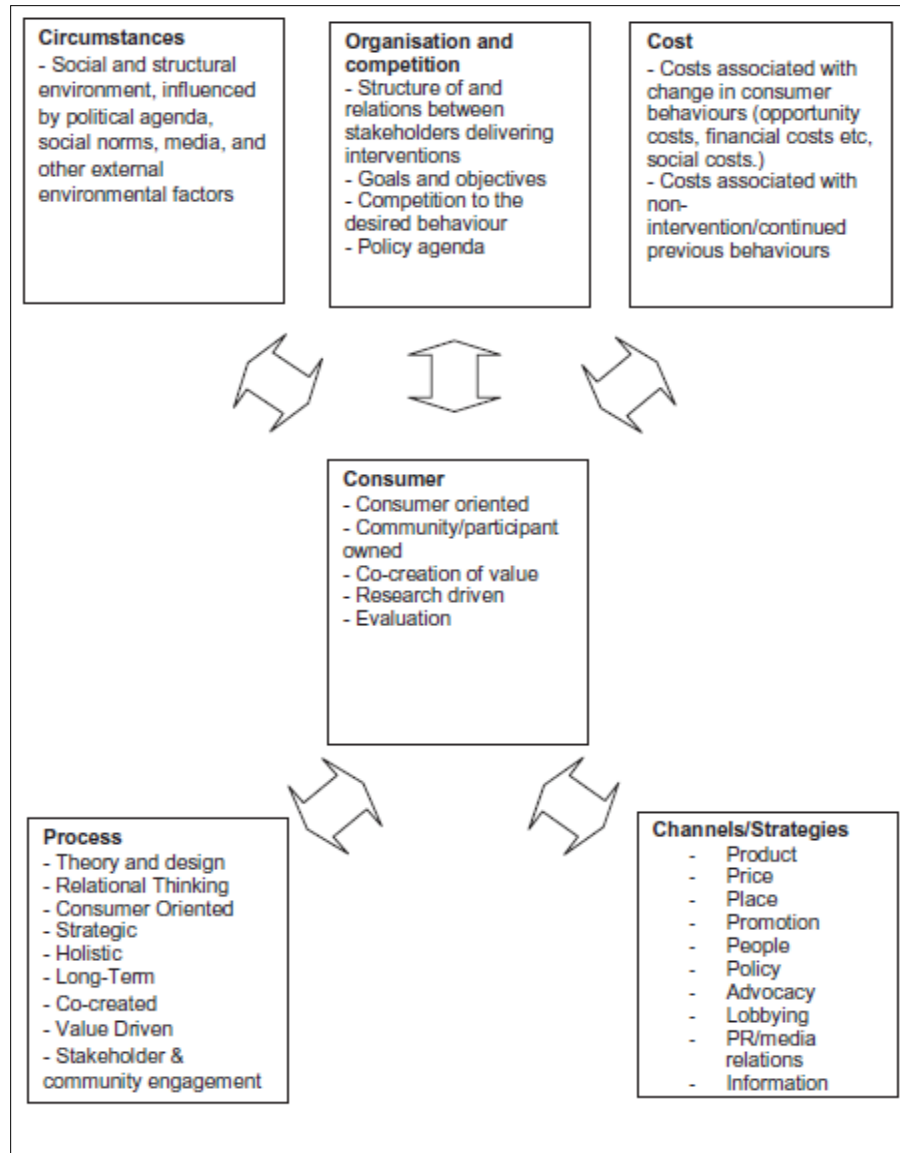 Circumstances
- Social and structural
environment, influenced
by political agenda,
social norms, media, and
other external
environmental factors
Organisation and
competition
- Structure of and
relations between
stakeholders delivering
interventions
- Goals and objectives
- Competition to the
desired behaviour
- Policy agenda
Cost
- Costs associated with
change in consumer
behaviours (opportunity
costs, financial costs etc,
social costs.)
- Costs associated with
non-
intervention/continued
previous behaviours
Consumer
- Consumer oriented
- Community/participant
owned
- Co-creation of value
- Research driven
- Evaluation
Process
- Theory and design
- Relational Thinking
- Consumer Oriented
- Strategic
- Holistic
- Long-Term
- Co-created
- Value Driven
- Stakeholder &
community engagement
Channels/Strategies
- Product
- Price
- Place
- Promotion
- People
- Policy
- Advocacy
- Lobbying
- PR/media
relations
- Information